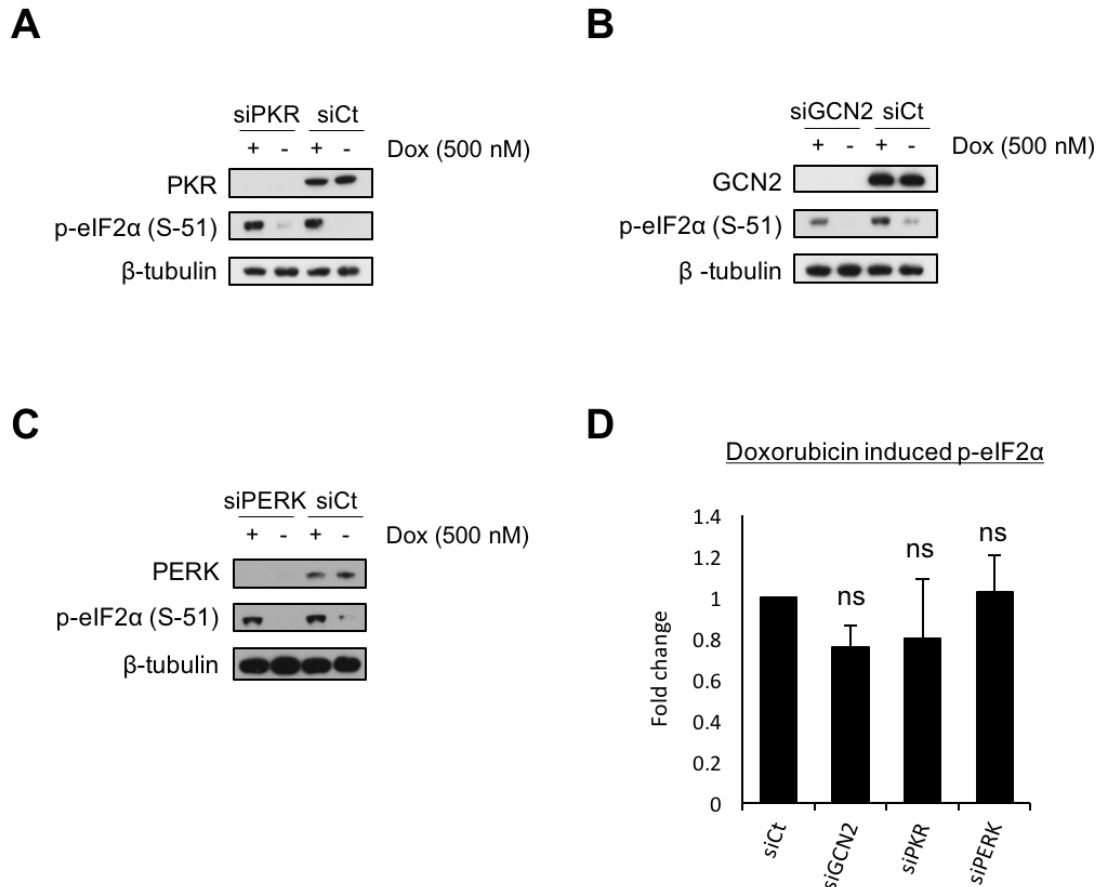 A
siPKR siCt
+ - + - Dox (500 nM)
PKR
p-eIF2α (S-51)
β-tubulin
B
siGCN2 siCt
+ - + - Dox (500 nM)
GCN2
p-eIF2α (S-51)
β -tubulin
C
siPERK siCt
+ - + - Dox (500 nM)
PERK
p-eIF2α (S-51)
β-tubulin
D
Doxorubicin induced p-eIF2α
Fold change
1.4
1.2
1
0.8
0.6
0.4
0.2
0
ns
ns
ns
siCt
siGCN2
siPKR
siPERK